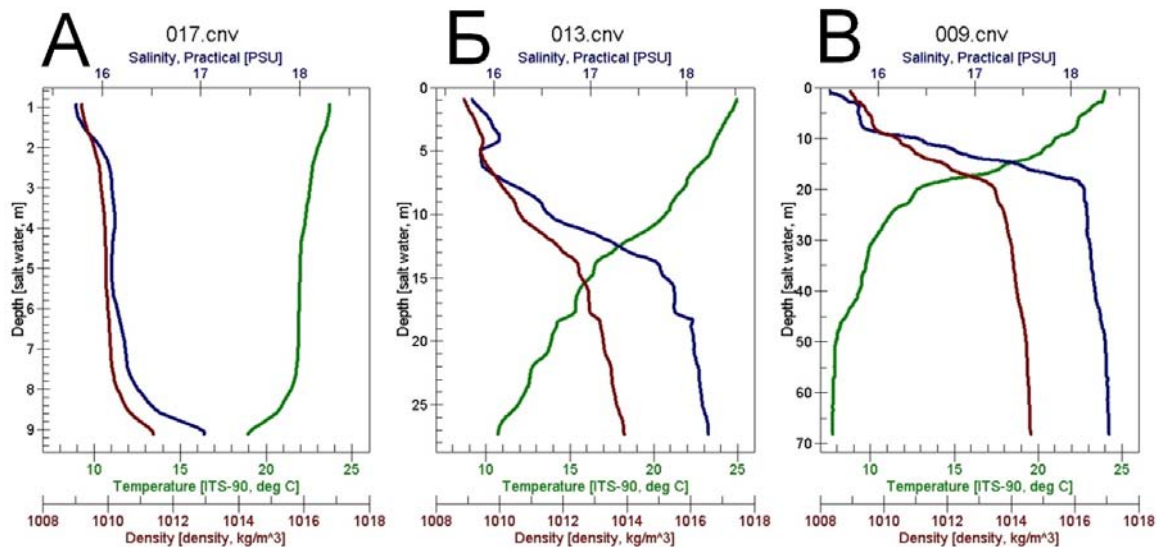 А
017.cnv
Salinity, Practical [PSU]
16 17 18
Depth [salt water, m]
1
2
3
4
5
6
7
8
9
10 15 20 25
Temperature [ITS-90, deg C]
1008 1010 1012 1014 1016 1018
Density [density, kg/m^3]
Б
013.cnv
Salinity, Practical [PSU]
16 17 18
Depth [salt water, m]
0
5
10
15
20
25
10 15 20 25
Temperature [ITS-90, deg C]
1008 1010 1012 1014 1016 1018
Density [density, kg/m^3]
В
009.cnv
Salinity, Practical [PSU]
16 17 18
Depth [salt water, m]
0
10
20
30
40
50
60
70
10 15 20 25
Temperature [ITS-90, deg C]
1008 1010 1012 1014 1016 1018
Density [density, kg/m^3]